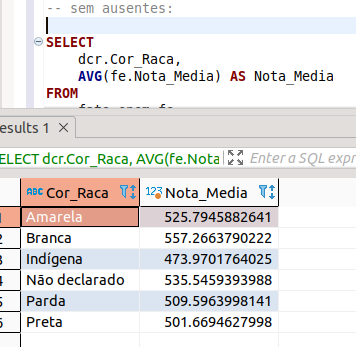 -- sem ausentes:
SELECT
dcr.Cor_Raca,
AVG(fe.Nota_Media) AS Nota_Media
FROM
esults 1
ELECT dcr.Cor_Raca, AVG(fe.Nota Enter a SQL expr
ABC Cor_Raca 123 Nota_Media
1 Amarela 525.7945882641
2 Branca 557.2663790222
3 Indígena 473.9701764025
4 Não declarado 535.5459393988
5 Parda 509.5963998141
6 Preta 501.6694627998